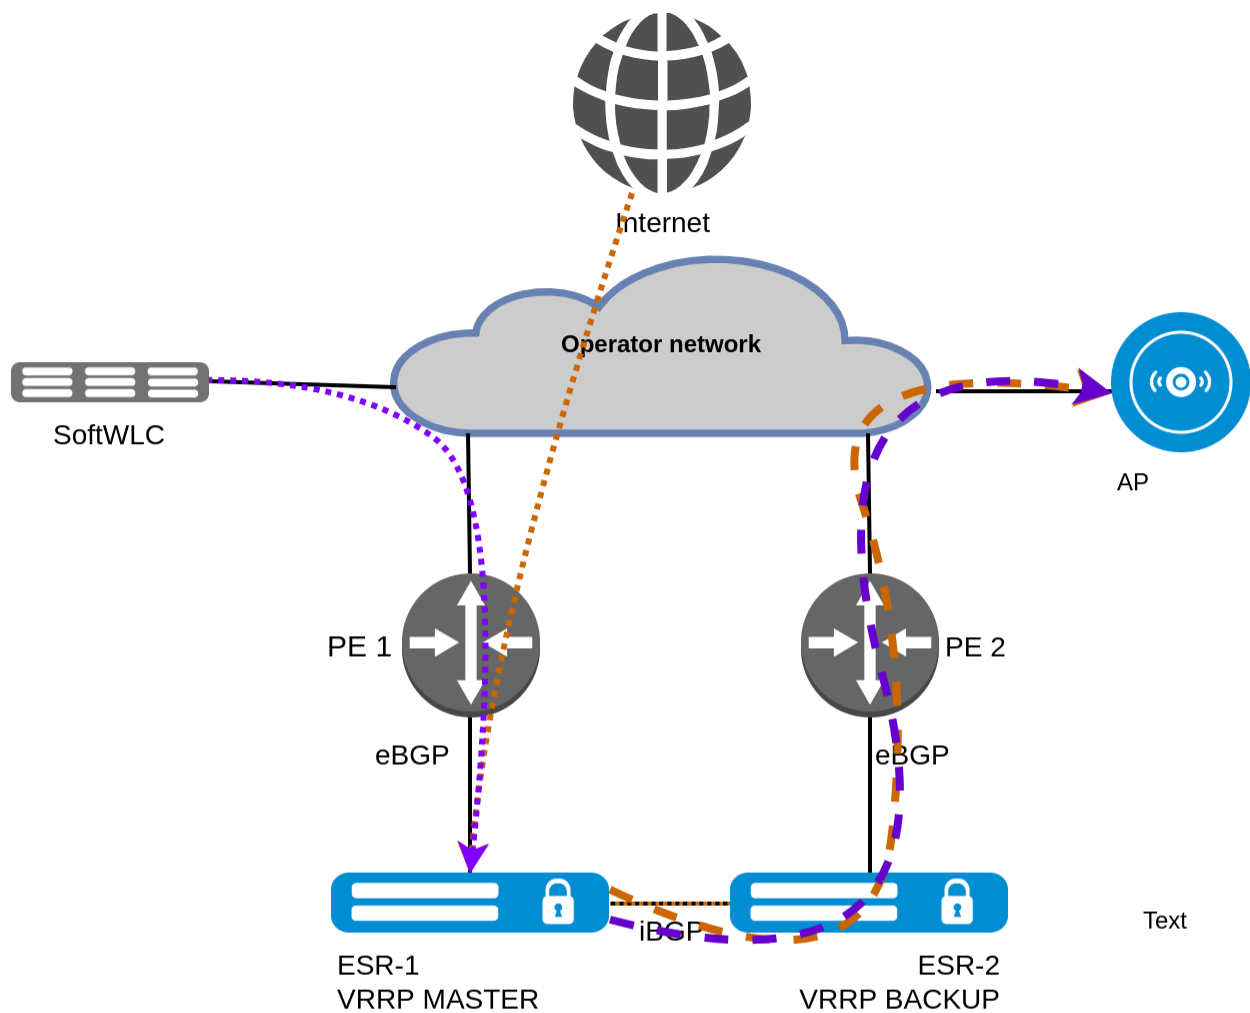 Internet
Operator network
SoftWLC
AP
PE 1
PE 2
eBGP
eBGP
iBGP
Text
ESR-1
VRRP MASTER
ESR-2
VRRP BACKUP